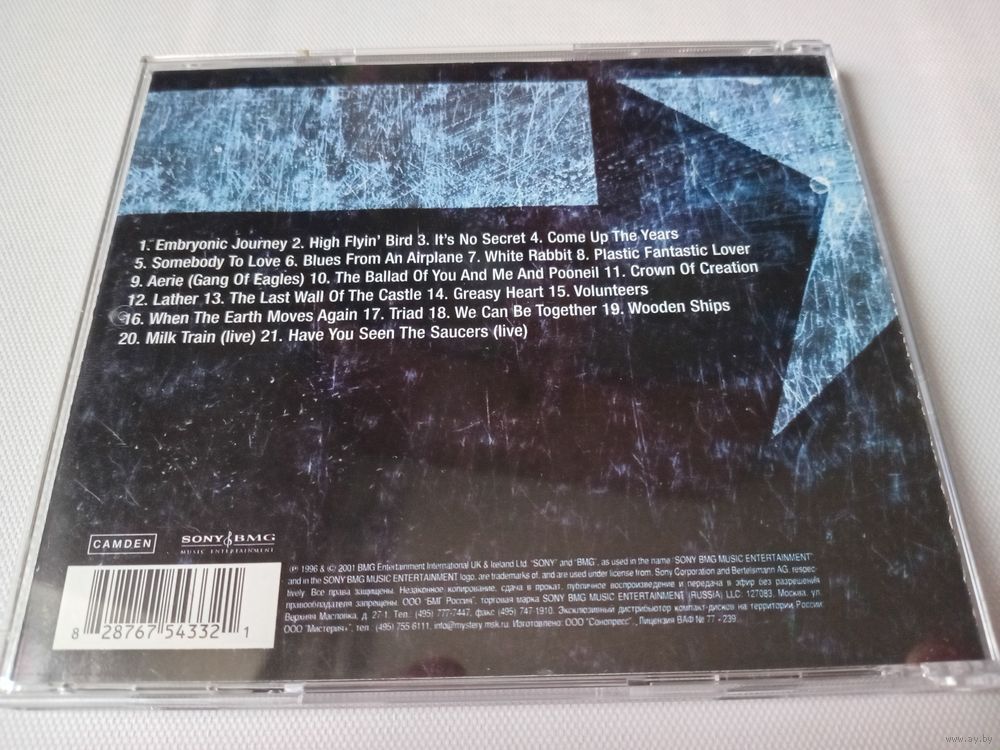 1. Embryonic Journey 2. High Flyin' Bird 3. It's No Secret 4. Come Up The Years
5. Somebody To Love 6. Blues From An Airplane 7. White Rabbit 8. Plastic Fantastic Lover
9. Aerie (Gang Of Eagles) 10. The Ballad Of You And Me And Pooneil 11. Crown Of Creation
12. Lather 13. The Last Wall Of The Castle 14. Greasy Heart 15. Volunteers
16. When The Earth Moves Again 17. Triad 18. We Can Be Together 19. Wooden Ships
20. Milk Train (live) 21. Have You Seen The Saucers (live)
CAMDEN
SONY BMG
MUSIC ENTERTAINMENT
℗ 1996 & © 2001 BMG Entertainment International UK & Ireland Ltd. "SONY" and "BMG", as used in the name "SONY BMG MUSIC ENTERTAINMENT"
and in the SONY BMG MUSIC ENTERTAINMENT logo, are trademarks of, and are used under license from, Sony Corporation and Bertelsmann AG, respec-
tively. Все права защищены. Незаконное копирование, сдача в прокат, публичное воспроизведение и передача в эфир без разрешения
правообладателя запрещены. ООО "БМГ Россия", торговая марка SONY BMG MUSIC ENTERTAINMENT (RUSSIA) LLC. 127083, Москва, ул.
Верхняя Масловка, д. 27-1. Тел. (495) 777-7447, факс (495) 747 1910. Эксклюзивный дистрибьютор компакт-дисков на территории России
ООО "Мистерия+", тел. (495) 755 6111, info@mystery.msk.ru. Изготовлено: ООО "Сонопресс", Лицензия ВАФ № 77 - 239
8 28767 54332 1
www.ay.by